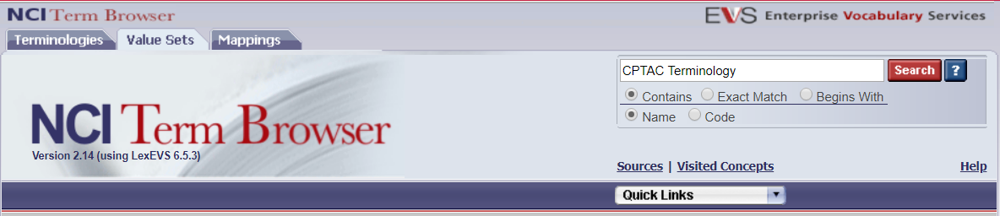 NCI Term Browser
EVS Enterprise Vocabulary Services
Terminologies
Value Sets
Mappings
CPTAC Terminology
Search
?
Contains
Exact Match
Begins With
Name
Code
NCI Term Browser
Version 2.14 (using LexEVS 6.5.3)
Sources | Visited Concepts
Help
Quick Links